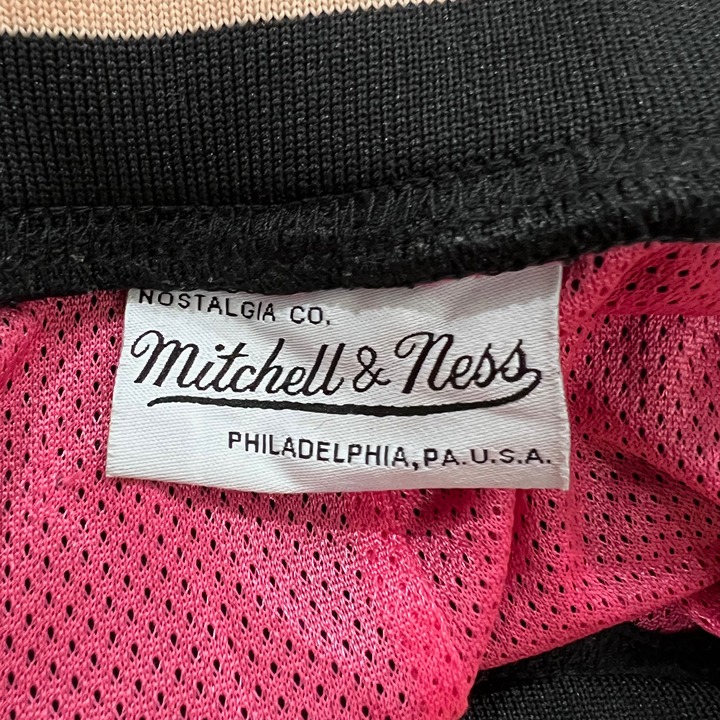 NOSTALGIA CO.
Mitchell & Ness
PHILADELPHIA, PA. U.S.A.